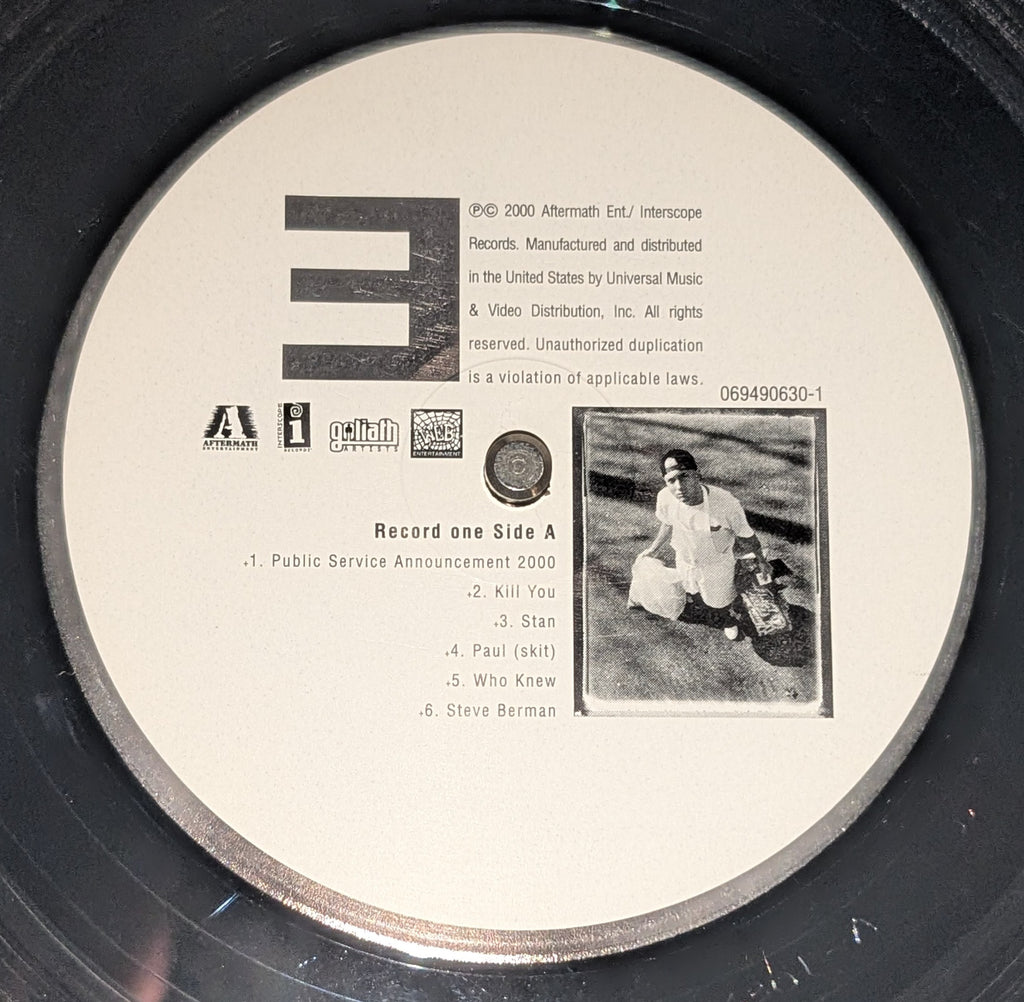 Ǝ
℗© 2000 Aftermath Ent./ Interscope
Records. Manufactured and distributed
in the United States by Universal Music
& Video Distribution, Inc. All rights
reserved. Unauthorized duplication
is a violation of applicable laws.
069490630-1
A
AFTERMATH
ENTERTAINMENT
INTERSCOPE
i
RECORDS
goliath
ARTISTS
WEB
ENTERTAINMENT
Record one Side A
+1. Public Service Announcement 2000
+2. Kill You
+3. Stan
+4. Paul (skit)
+5. Who Knew
+6. Steve Berman